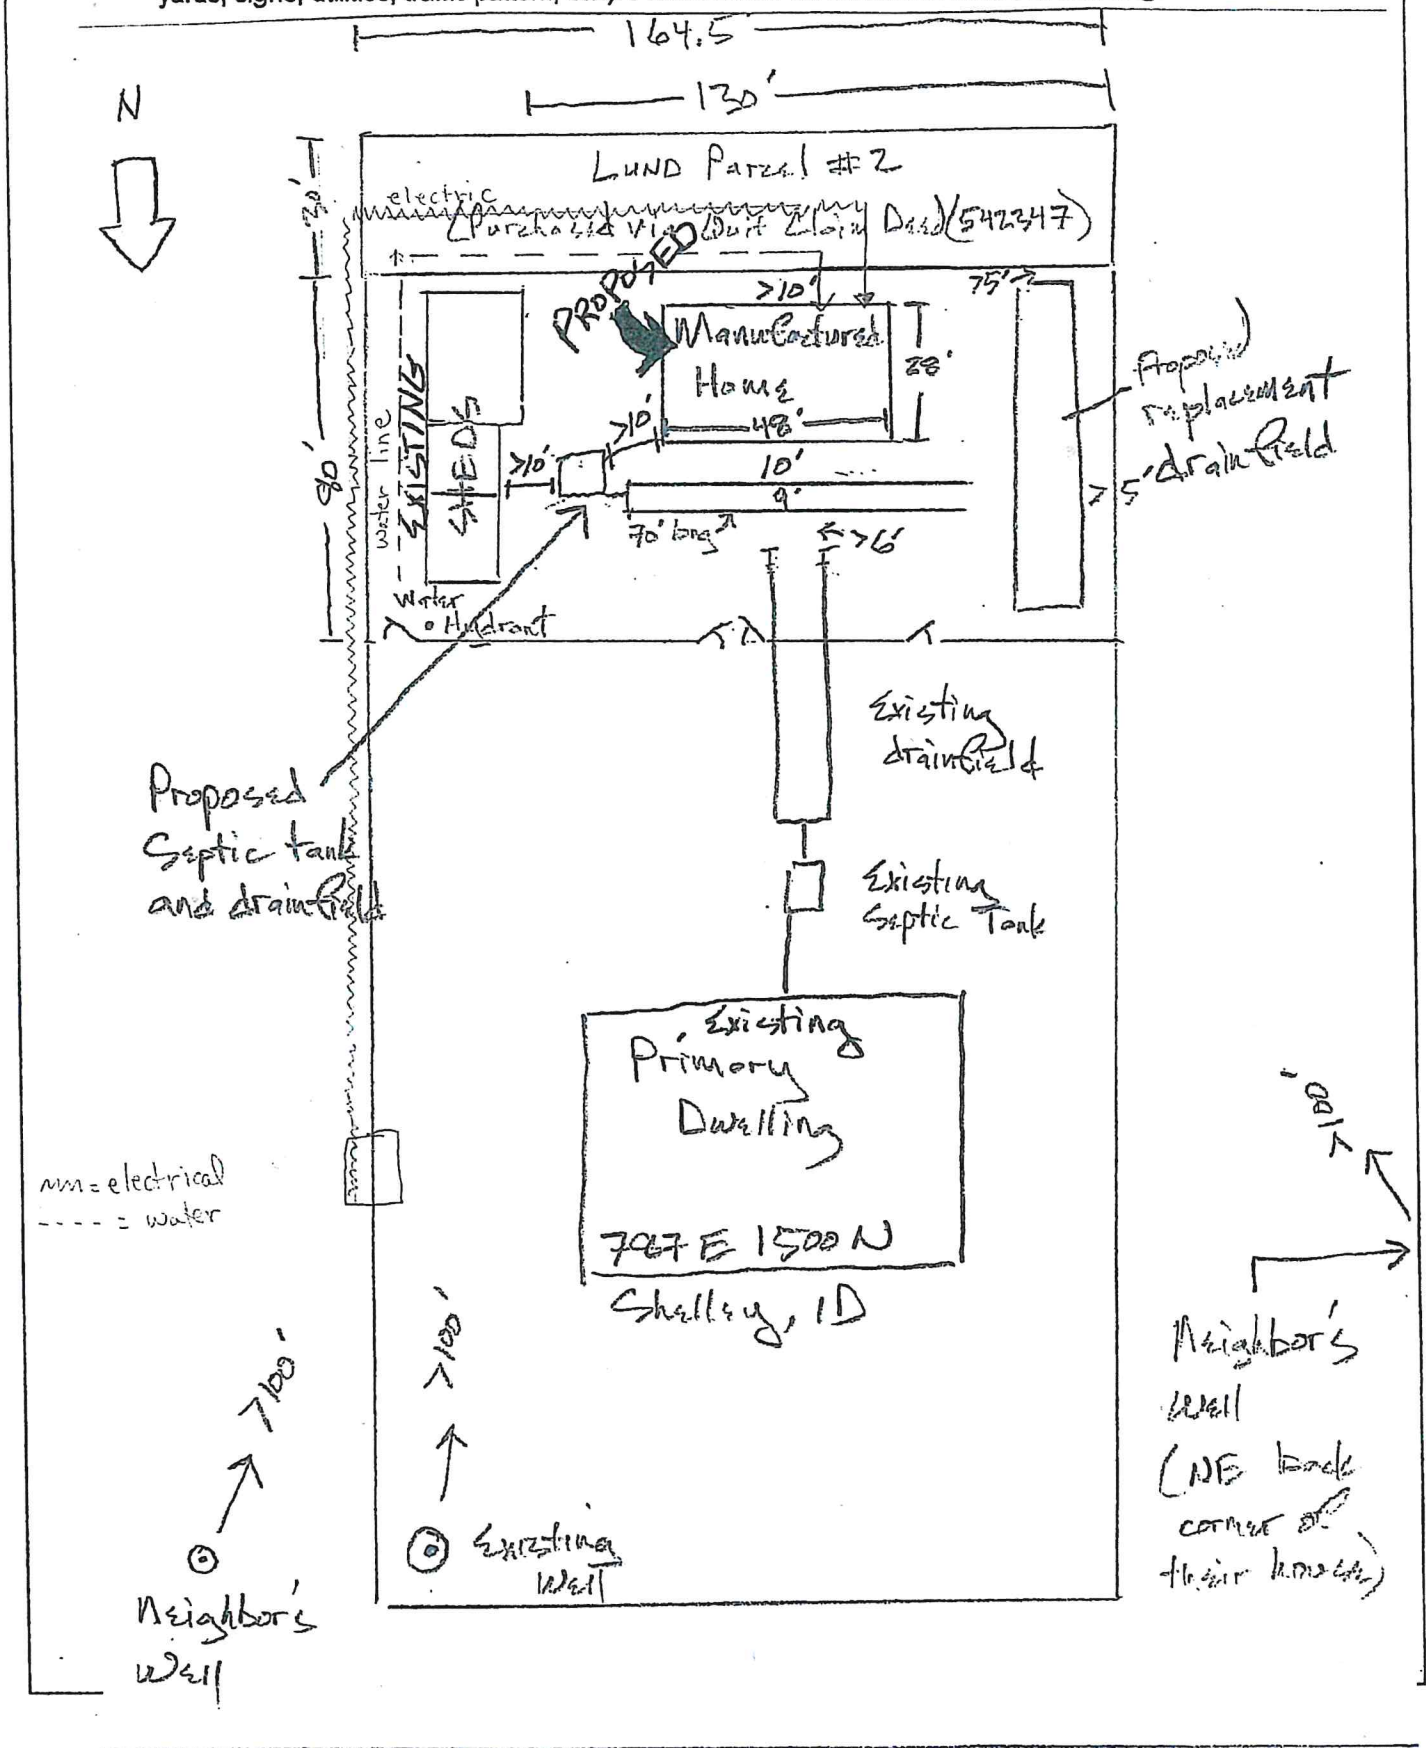 164.5
130'
N
LUND Parcel #2
30'
electric
(Purchased via Quit Claim Deed (542347)
PROPOSED
>10'
Manufactured
Home
28'
48'
>5'
Proposed
replacement
drainfield
>5'
80'
water line
EXISTING
SHEDS
>10'
>10'
10'
9'
70' long
>6'
Water
Hydrant
Existing
drainfield
Proposed
Septic tank
and drainfield
Existing
Septic Tank
Existing
Primary
Dwelling
>100'
= electrical
---- = water
797 E 1500 N
Shelley, ID
>100'
>100'
Neighbor's
Well
(NE back
corner of
their house)
Existing
Well
Neighbor's
Well